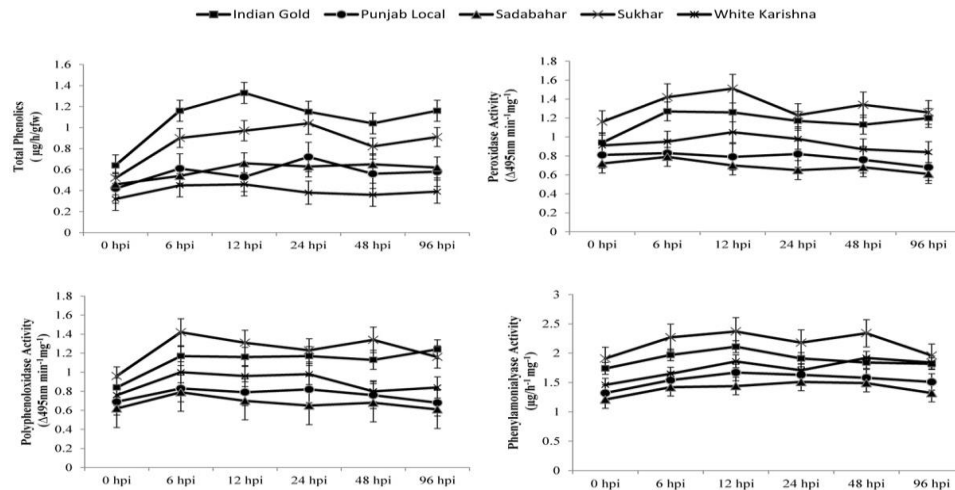 Indian Gold Punjab Local Sadabahar Sukhar White Karishna
Total Phenolics
( µg/h/gfw)
1.6
1.4
1.2
1
0.8
0.6
0.4
0.2
0
0 hpi 6 hpi 12 hpi 24 hpi 48 hpi 96 hpi
Peroxidase Activity
(Δ495nm min-1mg-1)
1.8
1.6
1.4
1.2
1
0.8
0.6
0.4
0.2
0
0 hpi 6 hpi 12 hpi 24 hpi 48 hpi 96 hpi
Polyphenoloxidase Activity
(Δ495nm min-1mg-1)
1.8
1.6
1.4
1.2
1
0.8
0.6
0.4
0.2
0
0 hpi 6 hpi 12 hpi 24 hpi 48 hpi 96 hpi
Phenylamonialyase Activity
(µg/h-1mg-1)
3
2.5
2
1.5
1
0.5
0
0 hpi 6 hpi 12 hpi 24 hpi 48 hpi 96 hpi